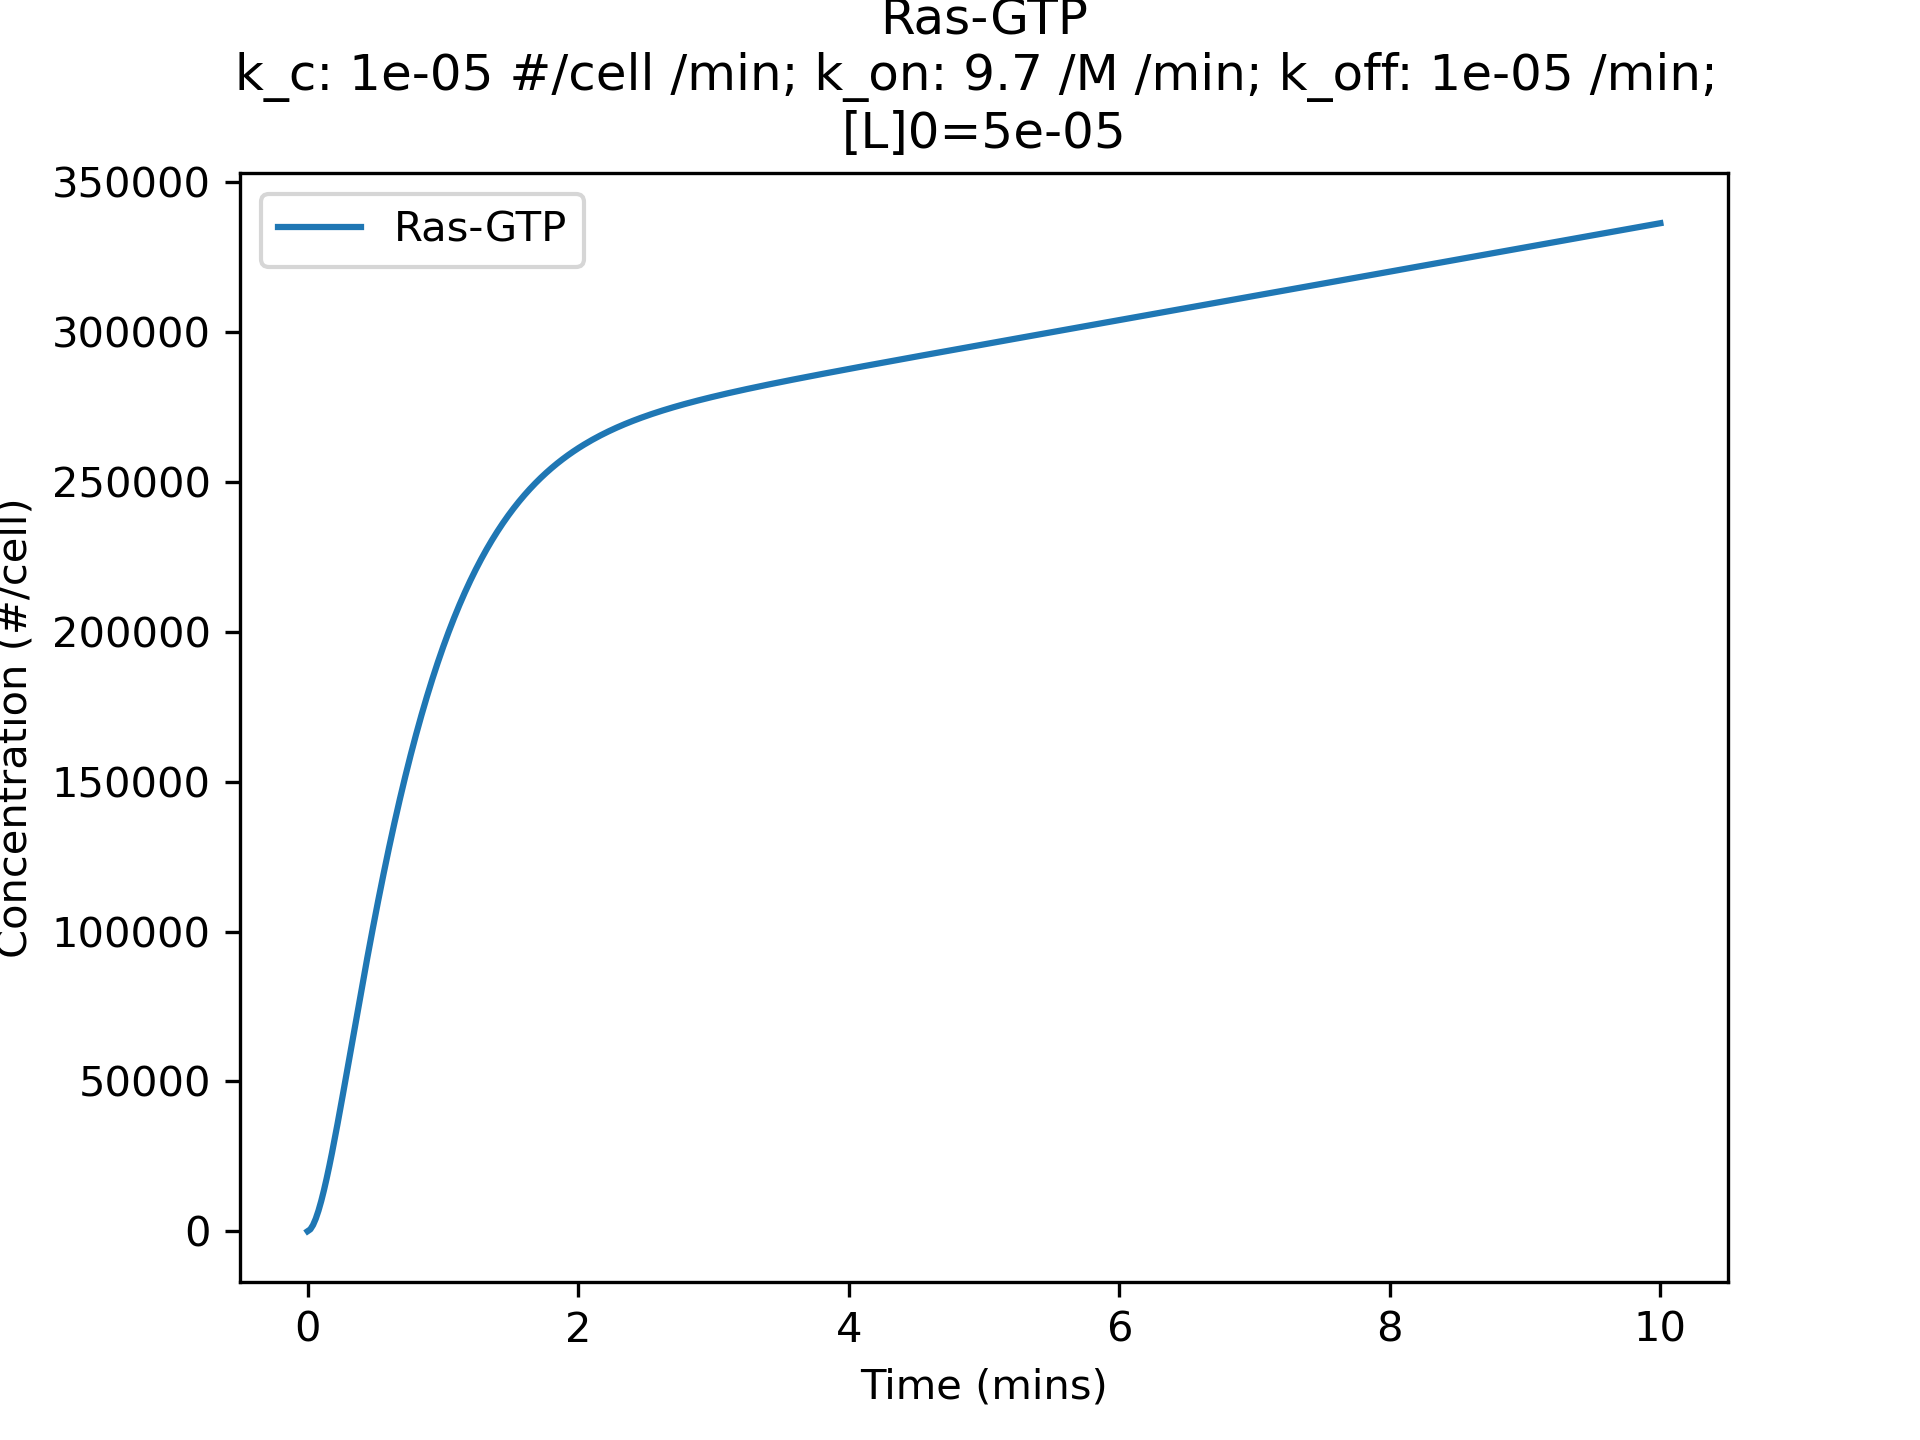 Ras-GTP
k_c: 1e-05 #/cell /min; k_on: 9.7 /M /min; k_off: 1e-05 /min;
[L]0=5e-05
350000
300000
250000
200000
150000
100000
50000
0
Concentration (#/cell)
Ras-GTP
0 2 4 6 8 10
Time (mins)